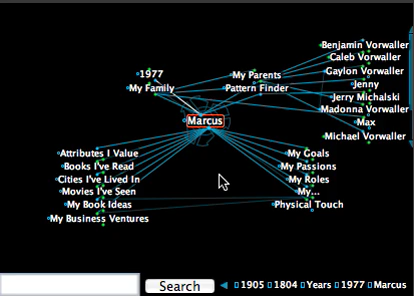 Benjamin Vorwaller
Caleb Vorwaller
1977
My Parents
Gaylon Vorwaller
My Family
Pattern Finder
Jenny
Jerry Michalski
Madonna Vorwaller
Marcus
Max
Michael Vorwaller
Attributes I Value
My Goals
Books I've Read
My Passions
Cities I've Lived In
My Roles
Movies I've Seen
My...
My Book Ideas
Physical Touch
My Business Ventures
Search
1905 1804 Years 1977 Marcus